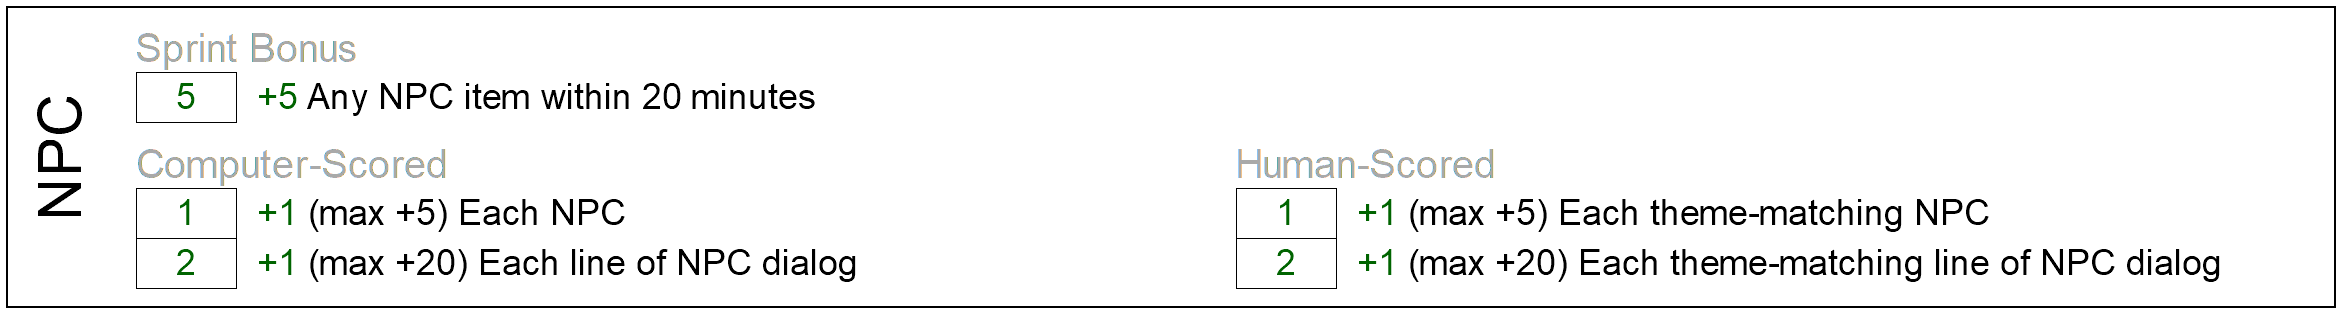 NPC
Sprint Bonus
5 +5 Any NPC item within 20 minutes
Computer-Scored
1 +1 (max +5) Each NPC
2 +1 (max +20) Each line of NPC dialog
Human-Scored
1 +1 (max +5) Each theme-matching NPC
2 +1 (max +20) Each theme-matching line of NPC dialog